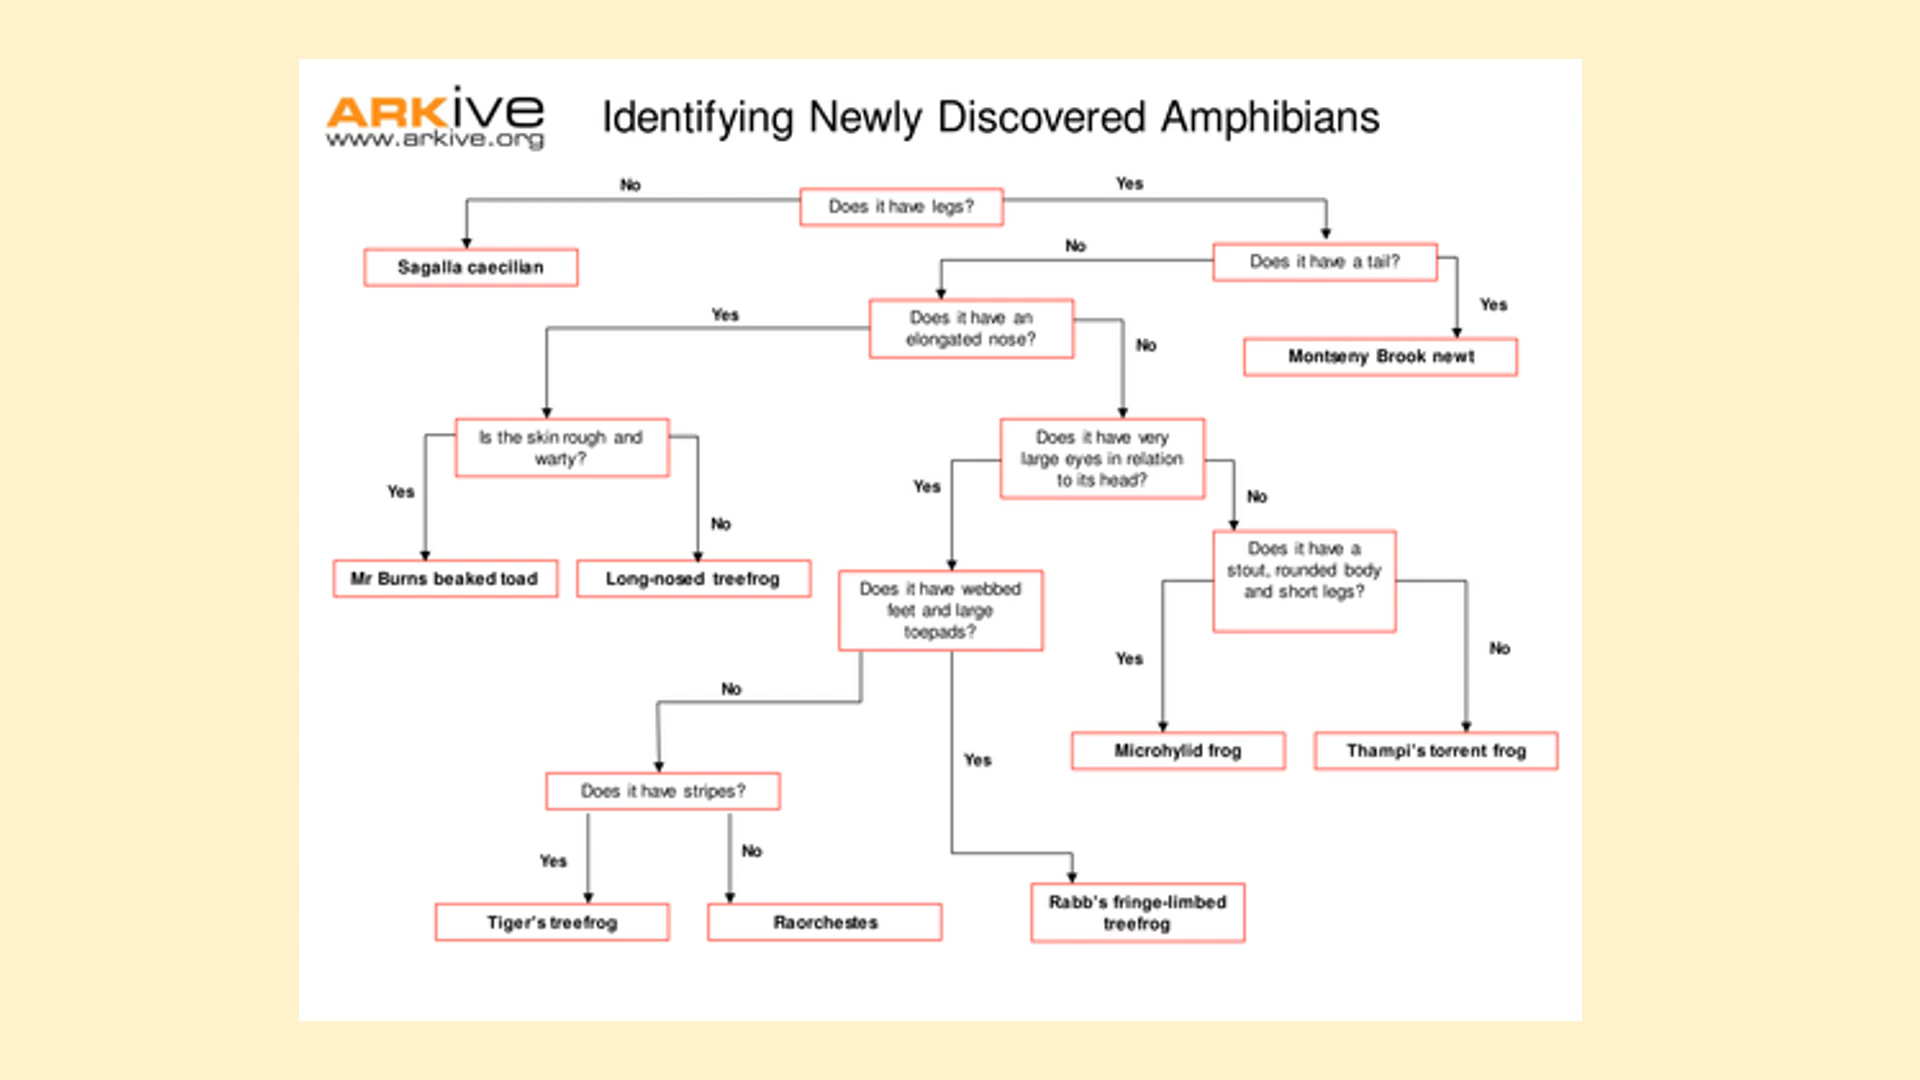 ARKive
www.arkive.org
Identifying Newly Discovered Amphibians
No
Yes
Does it have legs?
Sagalla caecilian
No
Does it have a tail?
Yes
Does it have an
elongated nose?
Yes
No
Montseny Brook newt
Is the skin rough and
warty?
Does it have very
large eyes in relation
to its head?
Yes
No
Yes
No
Mr Burns beaked toad
Long-nosed treefrog
Does it have webbed
feet and large
toepads?
Does it have a
stout, rounded body
and short legs?
Yes
No
No
Yes
Microhylid frog
Thampi's torrent frog
Does it have stripes?
Yes
No
Tiger's treefrog
Raorchestes
Rabb's fringe-limbed
treefrog